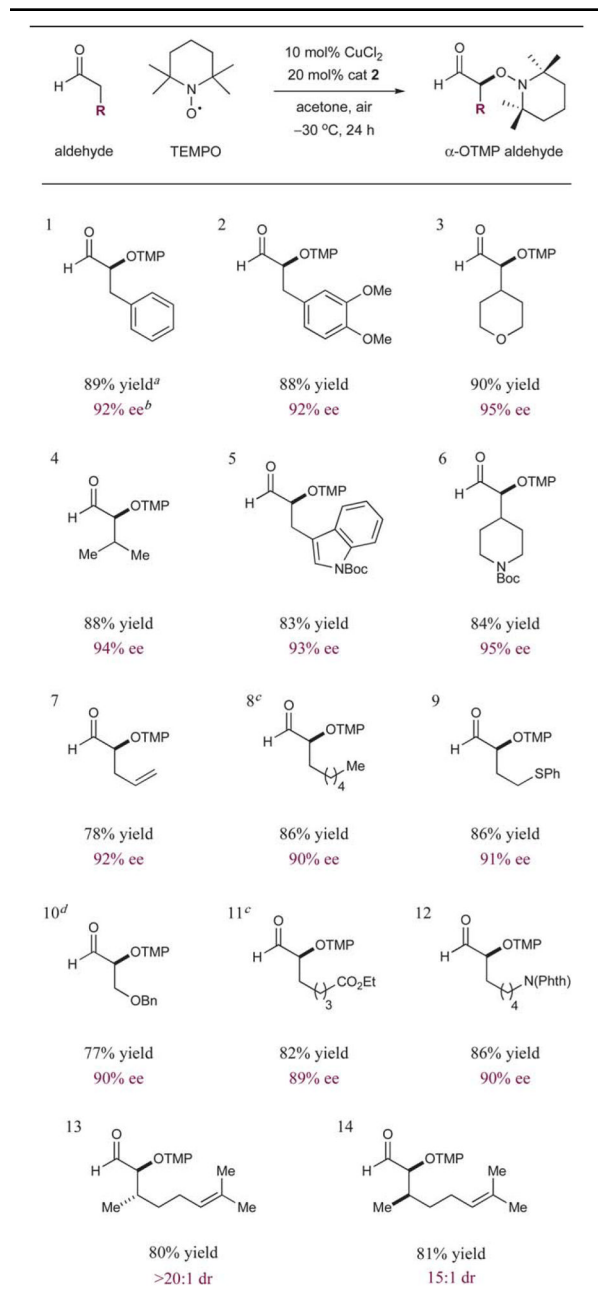 10 mol% CuCl2
20 mol% cat 2
acetone, air
–30 °C, 24 h
O
H
R
aldehyde
N
O•
TEMPO
O
H
O
N
R
α-OTMP aldehyde
1
O
H
OTMP
89% yield^a
92% ee^b
2
O
H
OTMP
OMe
OMe
88% yield
92% ee
3
O
H
OTMP
O
90% yield
95% ee
4
O
H
OTMP
Me
Me
88% yield
94% ee
5
O
H
OTMP
NBoc
83% yield
93% ee
6
O
H
OTMP
N
Boc
84% yield
95% ee
7
O
H
OTMP
78% yield
92% ee
8^c
O
H
OTMP
Me
( )4
86% yield
90% ee
9
O
H
OTMP
SPh
86% yield
91% ee
10^d
O
H
OTMP
OBn
77% yield
90% ee
11^c
O
H
OTMP
CO2Et
( )3
82% yield
89% ee
12
O
H
OTMP
N(Phth)
( )4
86% yield
90% ee
13
O
H
OTMP
Me
Me
Me
80% yield
>20:1 dr
14
O
H
OTMP
Me
Me
Me
81% yield
15:1 dr